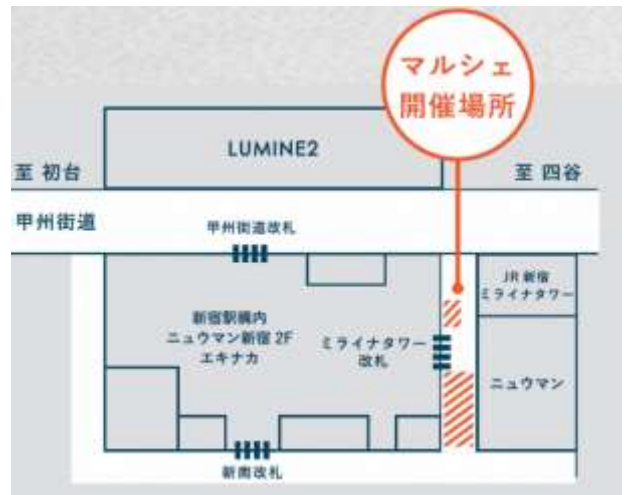 マルシェ
開催場所
LUMINE2
至 初台
至 四谷
甲州街道
甲州街道改札
JR 新宿
ミライナタワー
新宿駅構内
ニュウマン新宿 2F
エキナカ
ミライナタワー
改札
ニュウマン
新南改札